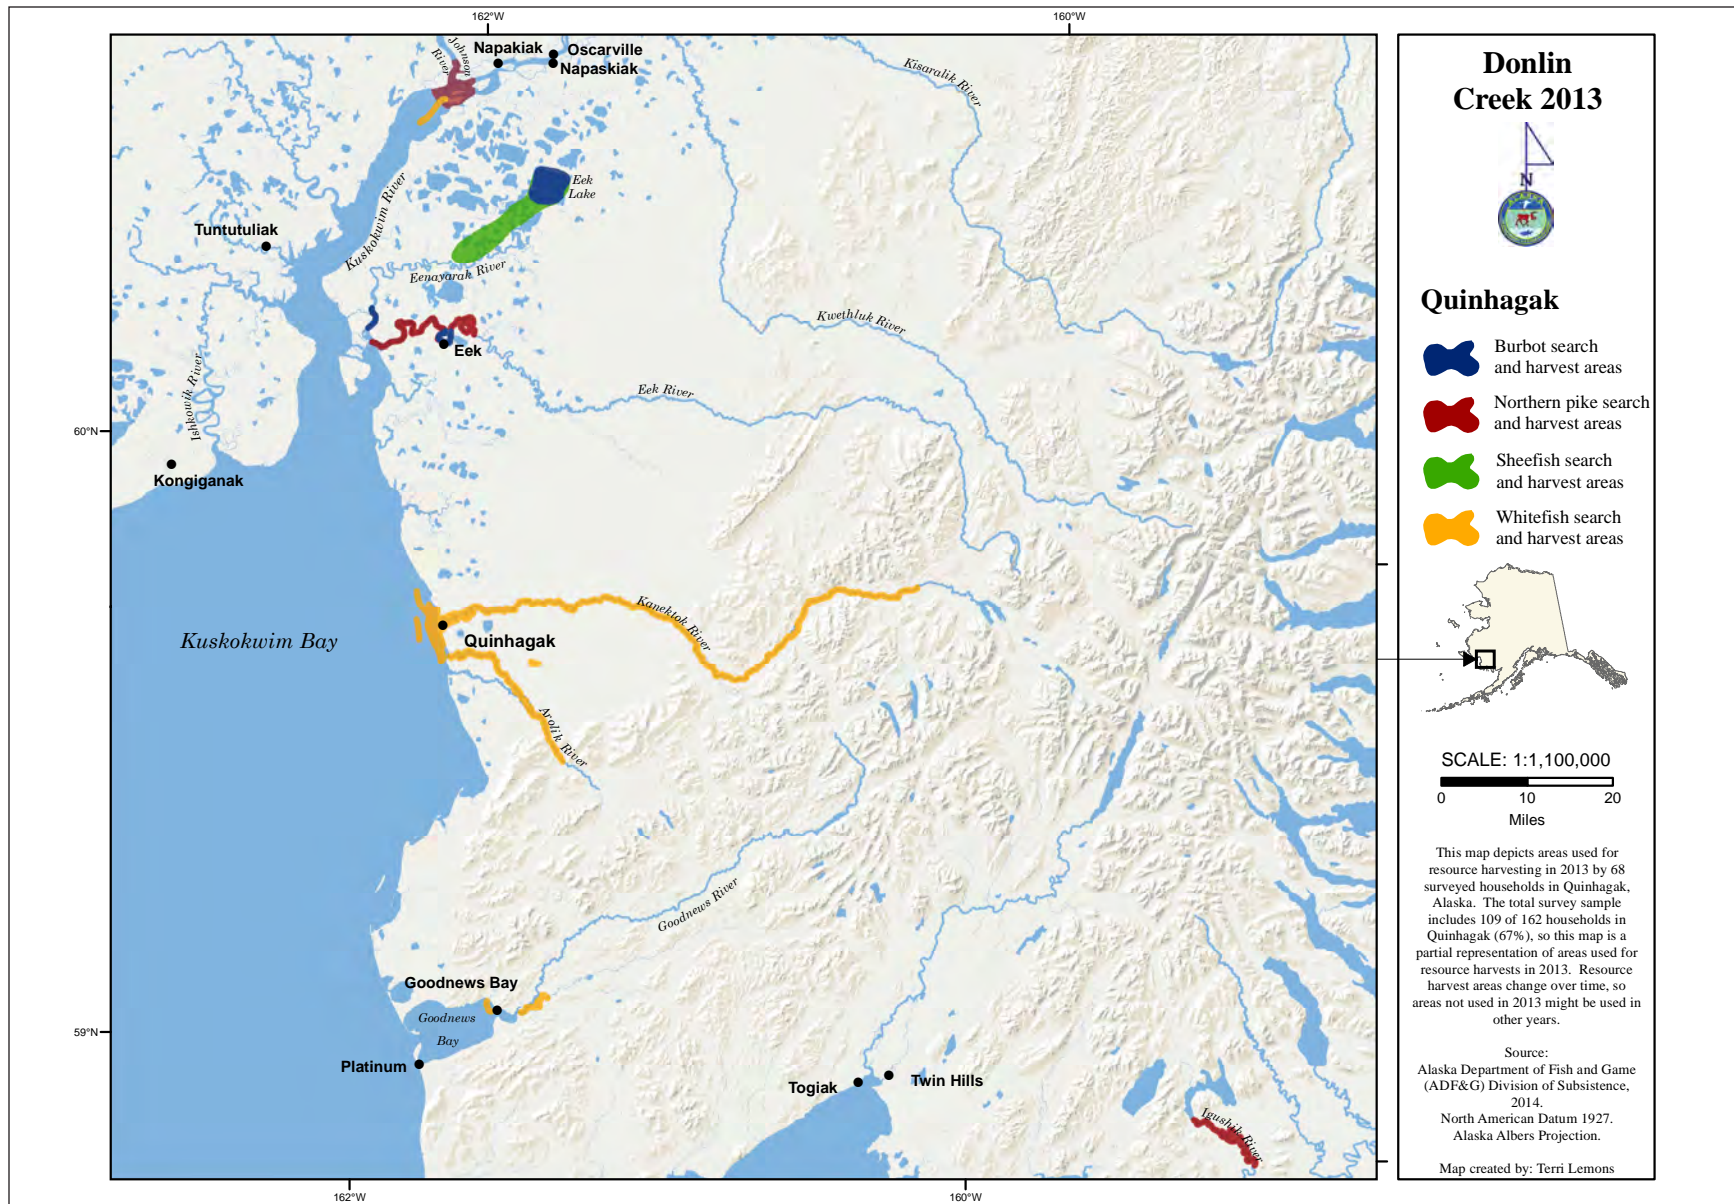 162°W
160°W
Napakiak
Oscarville
Napaskiak
Johnson
River
Kisaralik River
Eek
Lake
Kuskokwim River
Tuntutuliak
Eenayarak River
Kwethluk River
Eek
Ishkowik River
Eek River
60°N
Kongiganak
Kanektok River
Kuskokwim Bay
Quinhagak
Arolik River
Goodnews River
Goodnews Bay
Goodnews
Bay
59°N
Platinum
Togiak
Twin Hills
Igushik River
162°W
160°W
Donlin
Creek 2013
N
ALASKA
Quinhagak
Burbot search
and harvest areas
Northern pike search
and harvest areas
Sheefish search
and harvest areas
Whitefish search
and harvest areas
SCALE: 1:1,100,000
0 10 20
Miles
This map depicts areas used for
resource harvesting in 2013 by 68
surveyed households in Quinhagak,
Alaska. The total survey sample
includes 109 of 162 households in
Quinhagak (67%), so this map is a
partial representation of areas used for
resource harvests in 2013. Resource
harvest areas change over time, so
areas not used in 2013 might be used in
other years.
Source:
Alaska Department of Fish and Game
(ADF&G) Division of Subsistence,
2014.
North American Datum 1927.
Alaska Albers Projection.
Map created by: Terri Lemons